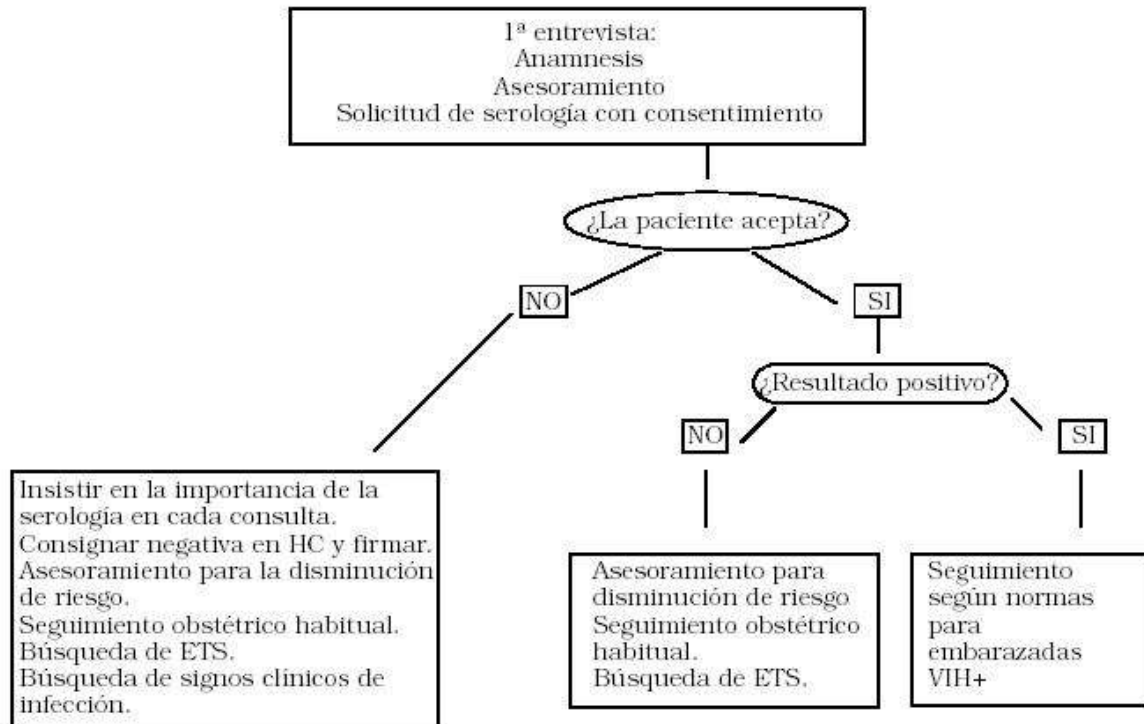 1ª entrevista:
Anamnesis
Asesoramiento
Solicitud de serología con consentimiento
¿La paciente acepta?
NO
SI
¿Resultado positivo?
NO
SI
Insistir en la importancia de la
serología en cada consulta.
Consignar negativa en HC y firmar.
Asesoramiento para la disminución
de riesgo.
Seguimiento obstétrico habitual.
Búsqueda de ETS.
Búsqueda de signos clínicos de
infección.
Asesoramiento para
disminución de riesgo
Seguimiento obstétrico
habitual.
Búsqueda de ETS.
Seguimiento
según normas
para
embarazadas
VIH+